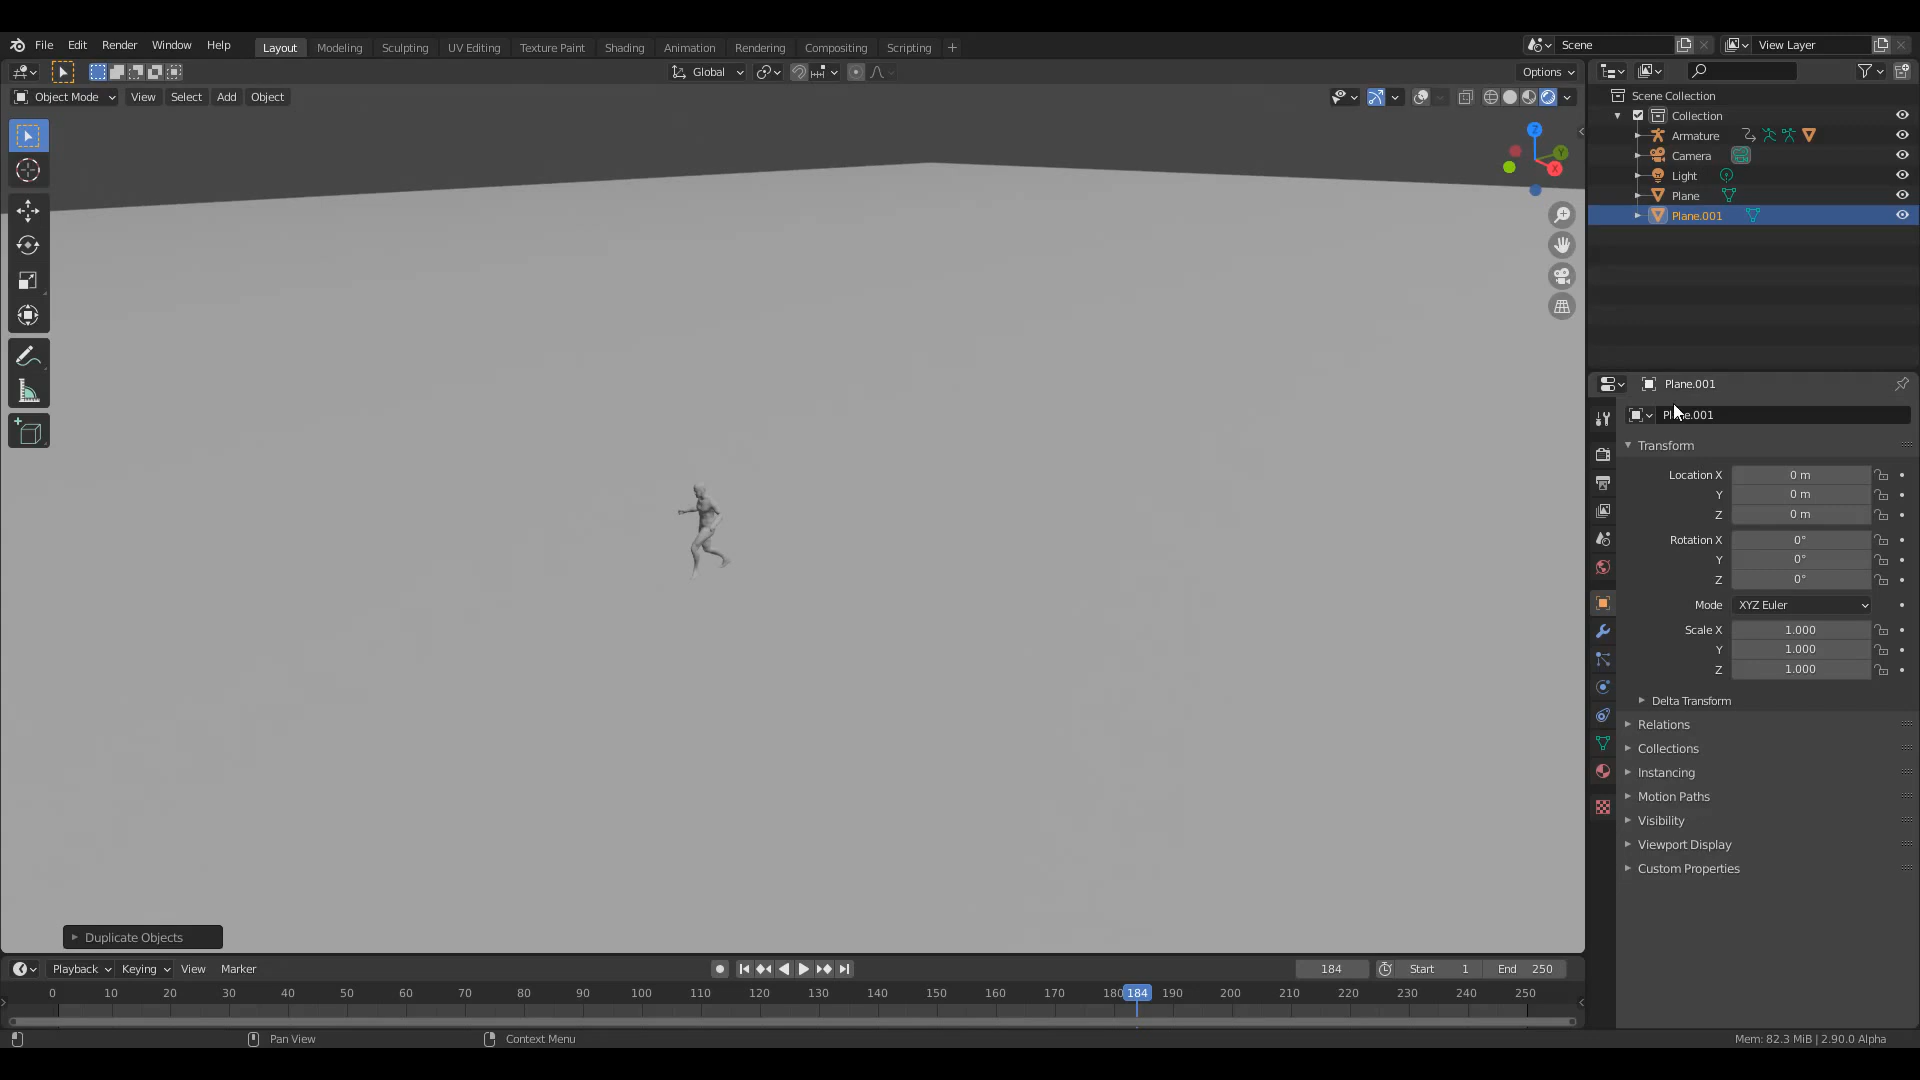 File Edit Render Window Help Layout Modeling Sculpting UV Editing Texture Paint Shading Animation Rendering Compositing Scripting + Scene View Layer
Global Options
Object Mode View Select Add Object
Scene Collection
Collection
Armature
Camera
Light
Plane
Plane.001
Z
Y
X
Plane.001
Plane.001
Transform
Location X 0 m
Y 0 m
Z 0 m
Rotation X 0°
Y 0°
Z 0°
Mode XYZ Euler
Scale X 1.000
Y 1.000
Z 1.000
Delta Transform
Relations
Collections
Instancing
Motion Paths
Visibility
Viewport Display
Custom Properties
Duplicate Objects
Playback Keying View Marker 184 Start 1 End 250
0 10 20 30 40 50 60 70 80 90 100 110 120 130 140 150 160 170 180 184 190 200 210 220 230 240 250
Pan View Context Menu Mem: 82.3 MiB | 2.90.0 Alpha